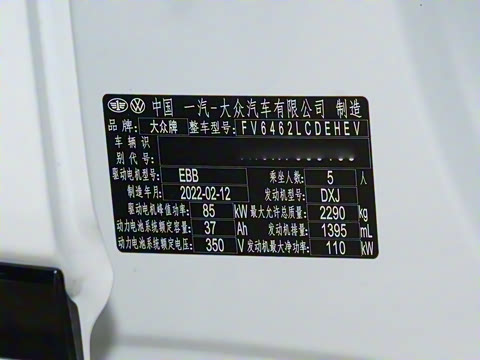 中国 一汽-大众汽车有限公司 制造
品牌: 大众牌 整车型号: FV6462LCDEHEV
车辆识
别代号:
驱动电机型号: EBB 乘坐人数: 5 人
制造年月: 2022-02-12 发动机型号: DXJ
驱动电机峰值功率: 85 kW 最大允许总质量: 2290 kg
动力电池系统额定容量: 37 Ah 发动机排量: 1395 mL
动力电池系统额定电压: 350 V 发动机最大净功率: 110 kW